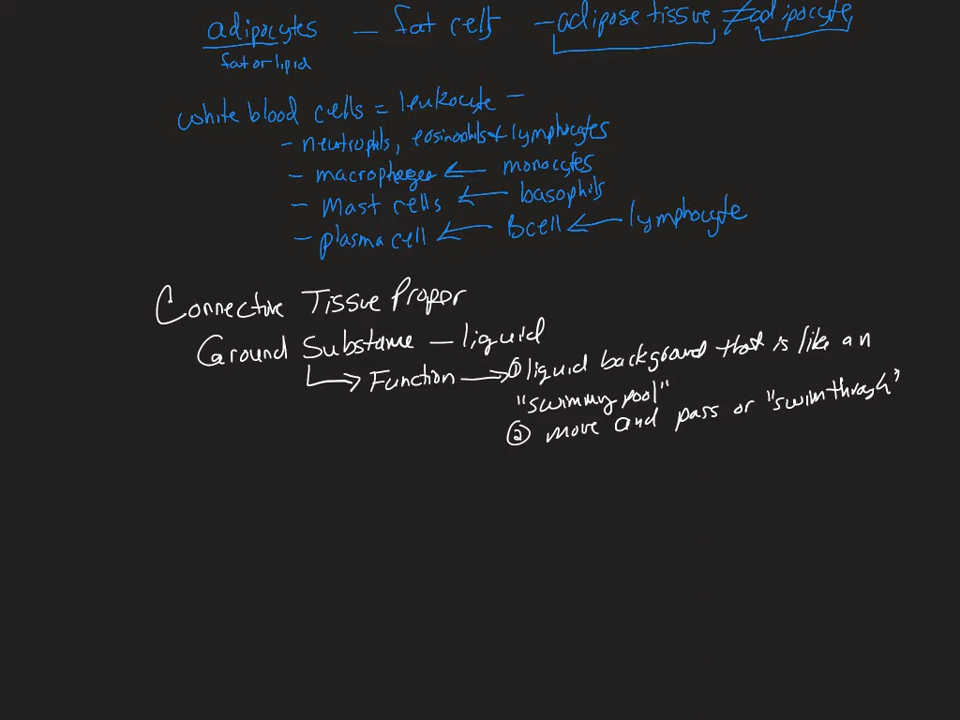 adipocytes — fat cells — adipose tissue ≠ adipocyte
fat or lipid
white blood cells = leukocyte —
- neutrophils, eosinophils & lymphocytes
- macrophages ← monocytes
- Mast cells ← basophils
- plasma cell ← B cell ← lymphocyte
Connective Tissue Proper
Ground Substance — liquid
↳ Function → ① liquid background that is like an
"swimming pool"
② move and pass or "swim through"